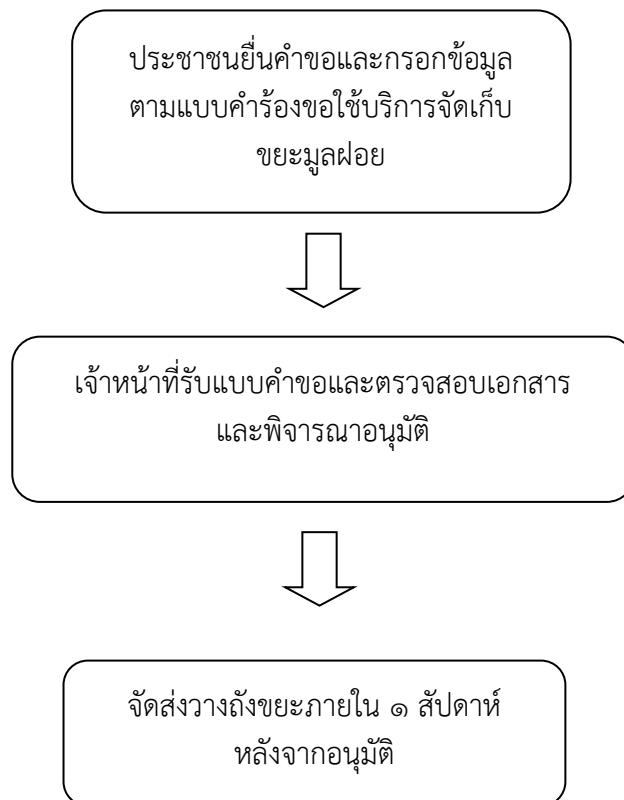 ประชาชนยื่นคำขอและกรอกข้อมูล
ตามแบบคำร้องขอใช้บริการจัดเก็บ
ขยะมูลฝอย
เจ้าหน้าที่รับแบบคำขอและตรวจสอบเอกสาร
และพิจารณาอนุมัติ
จัดส่งวางถังขยะภายใน ๑ สัปดาห์
หลังจากอนุมัติ